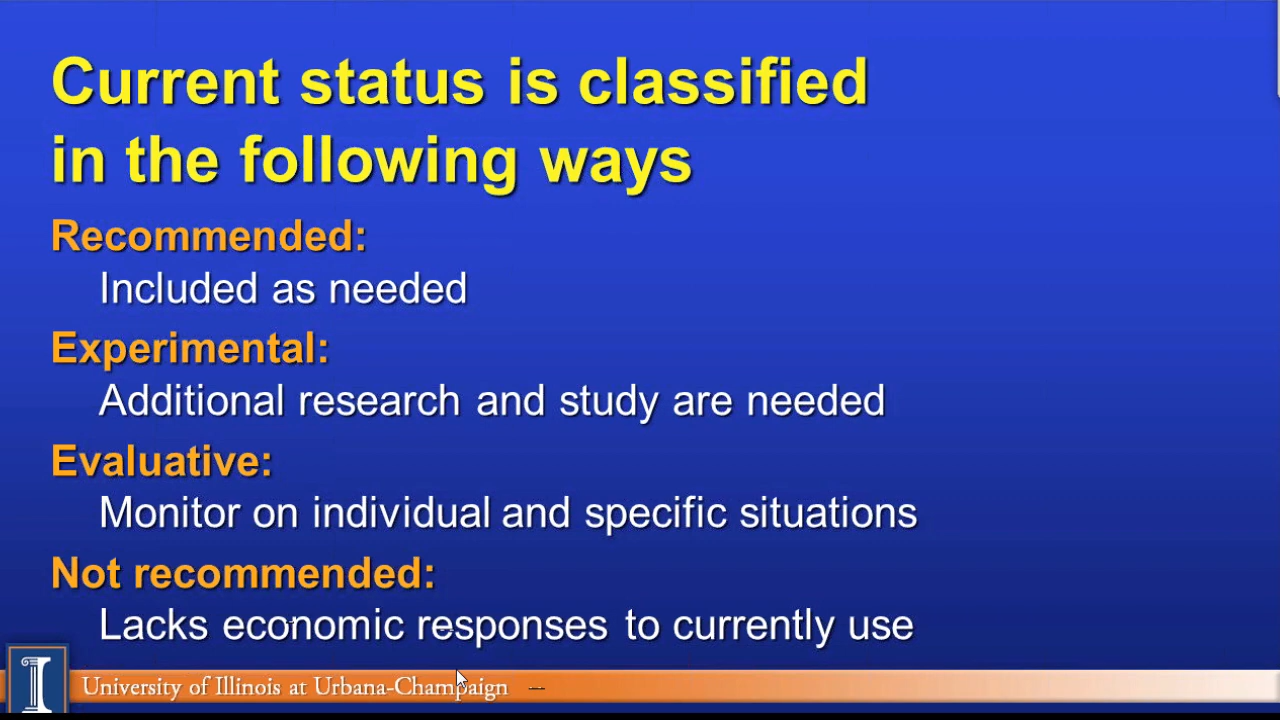 Current status is classified
in the following ways
Recommended:
Included as needed
Experimental:
Additional research and study are needed
Evaluative:
Monitor on individual and specific situations
Not recommended:
Lacks economic responses to currently use
I
University of Illinois at Urbana-Champaign